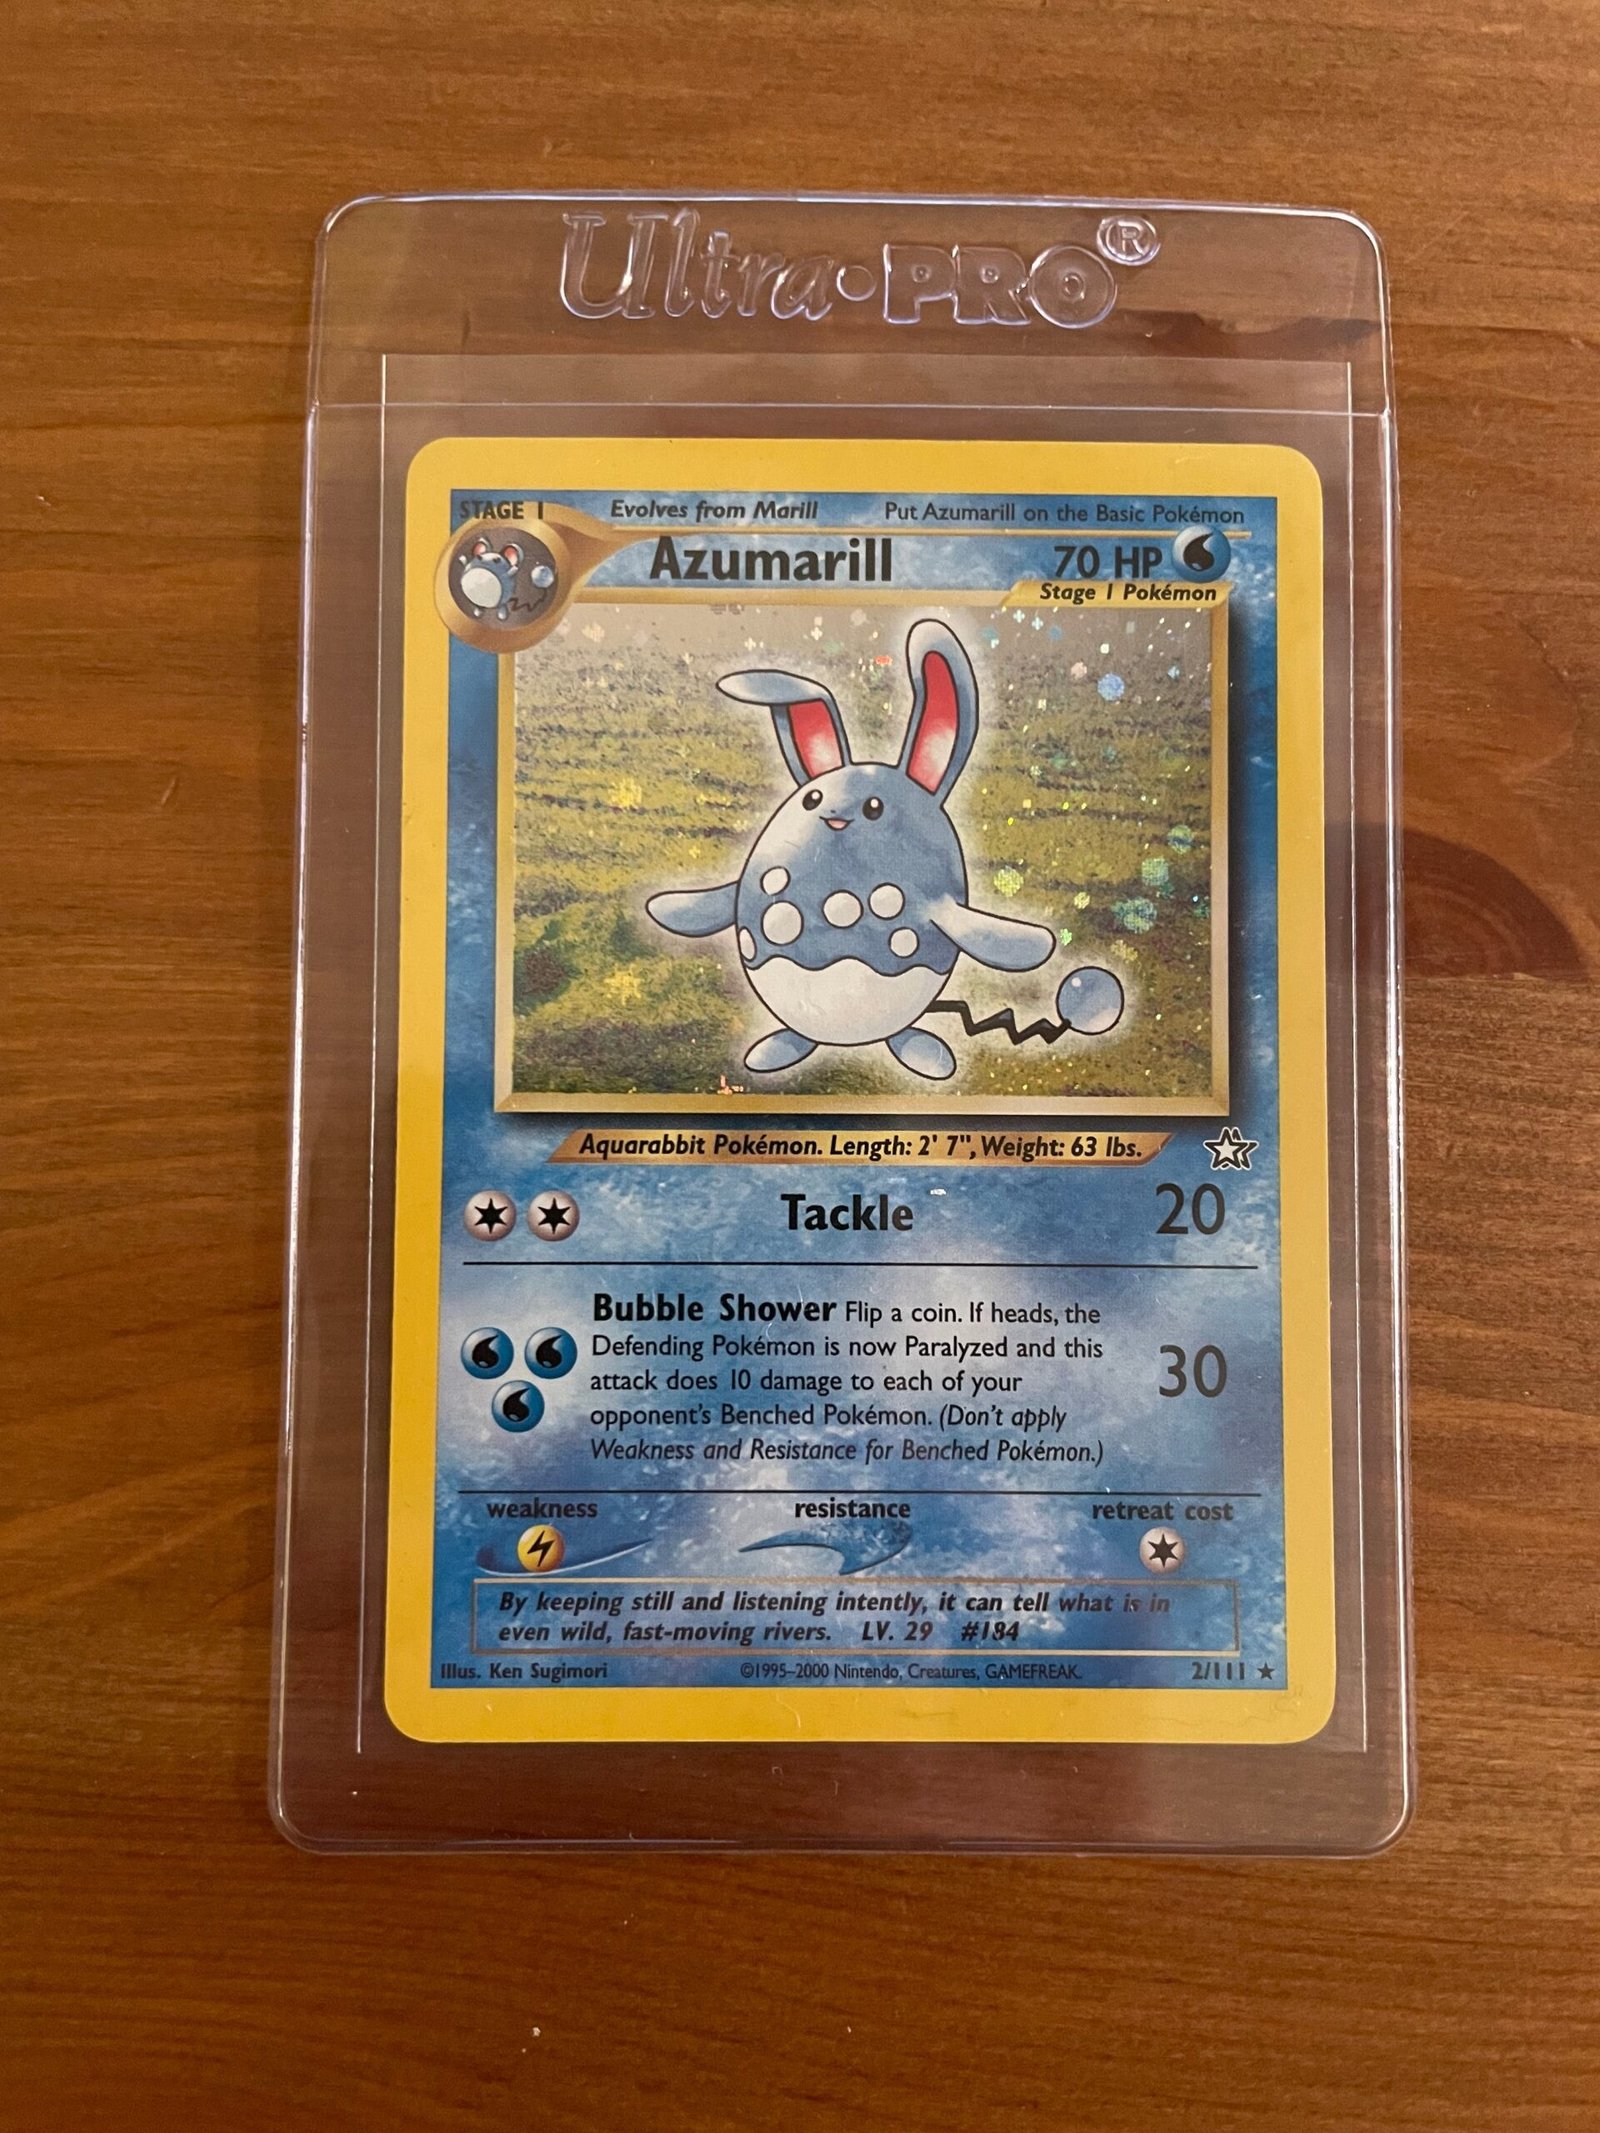 Ultra·PRO®
STAGE 1 Evolves from Marill Put Azumarill on the Basic Pokémon
Azumarill 70 HP
Stage 1 Pokémon
Aquarabbit Pokémon. Length: 2' 7", Weight: 63 lbs.
Tackle 20
Bubble Shower Flip a coin. If heads, the
Defending Pokémon is now Paralyzed and this
attack does 10 damage to each of your
opponent's Benched Pokémon. (Don't apply
Weakness and Resistance for Benched Pokémon.)
30
weakness resistance retreat cost
By keeping still and listening intently, it can tell what is in
even wild, fast-moving rivers. LV. 29 #184
Illus. Ken Sugimori ©1995–2000 Nintendo, Creatures, GAMEFREAK. 2/111 ★